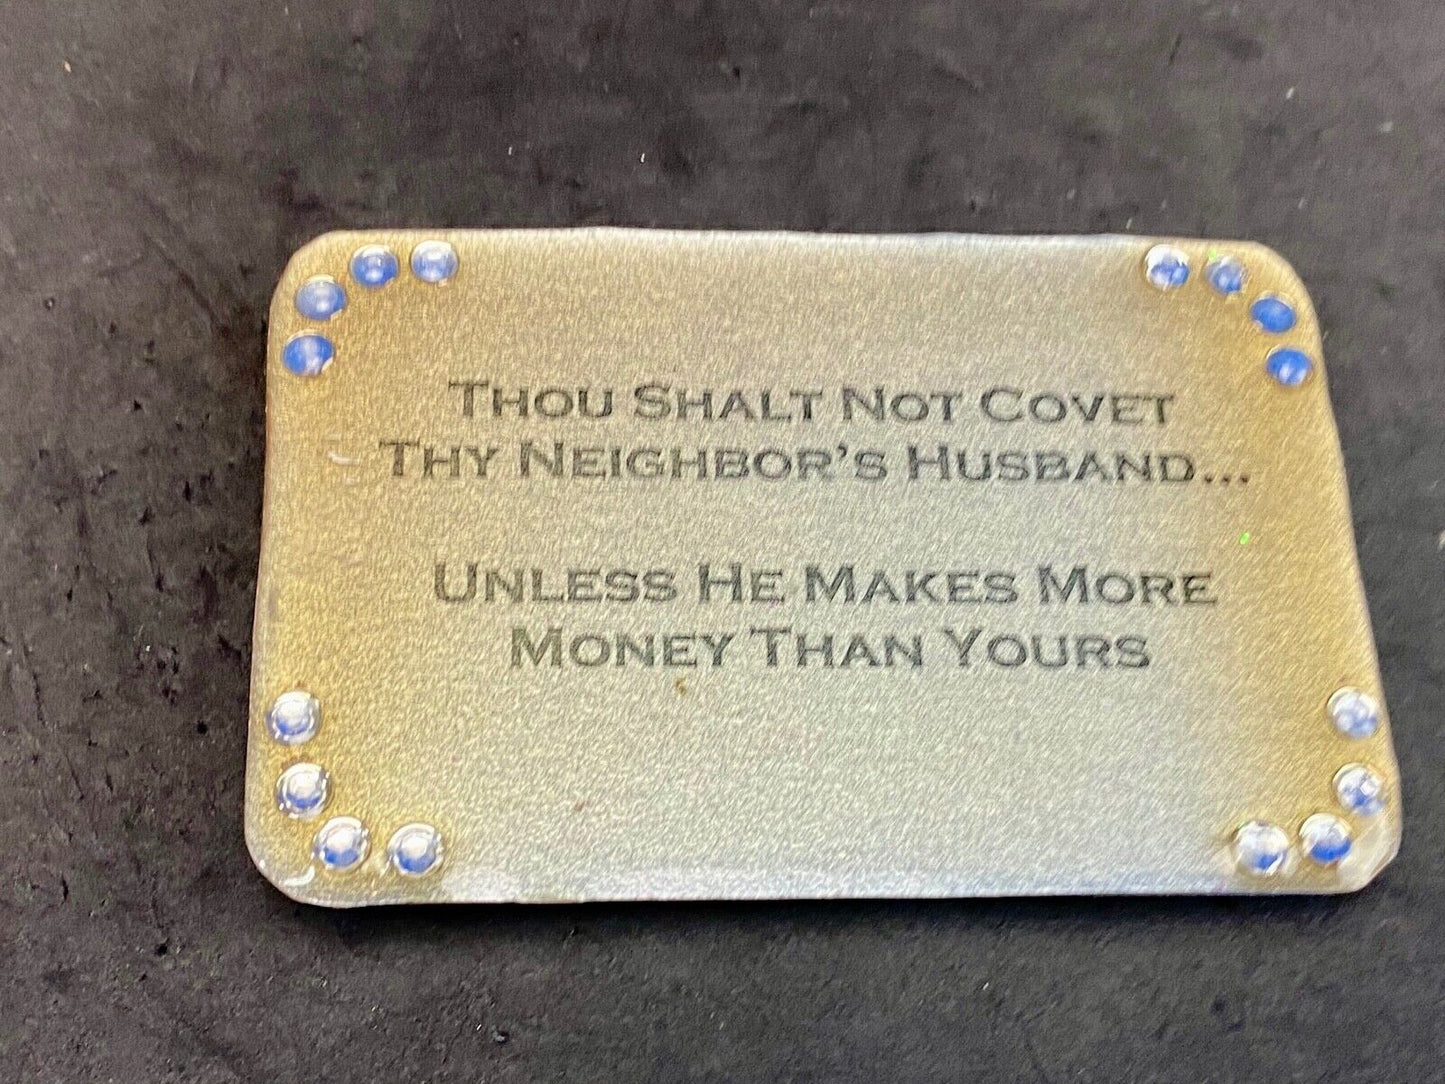 Thou Shalt Not Covet
Thy Neighbor's Husband...
Unless He Makes More
Money Than Yours